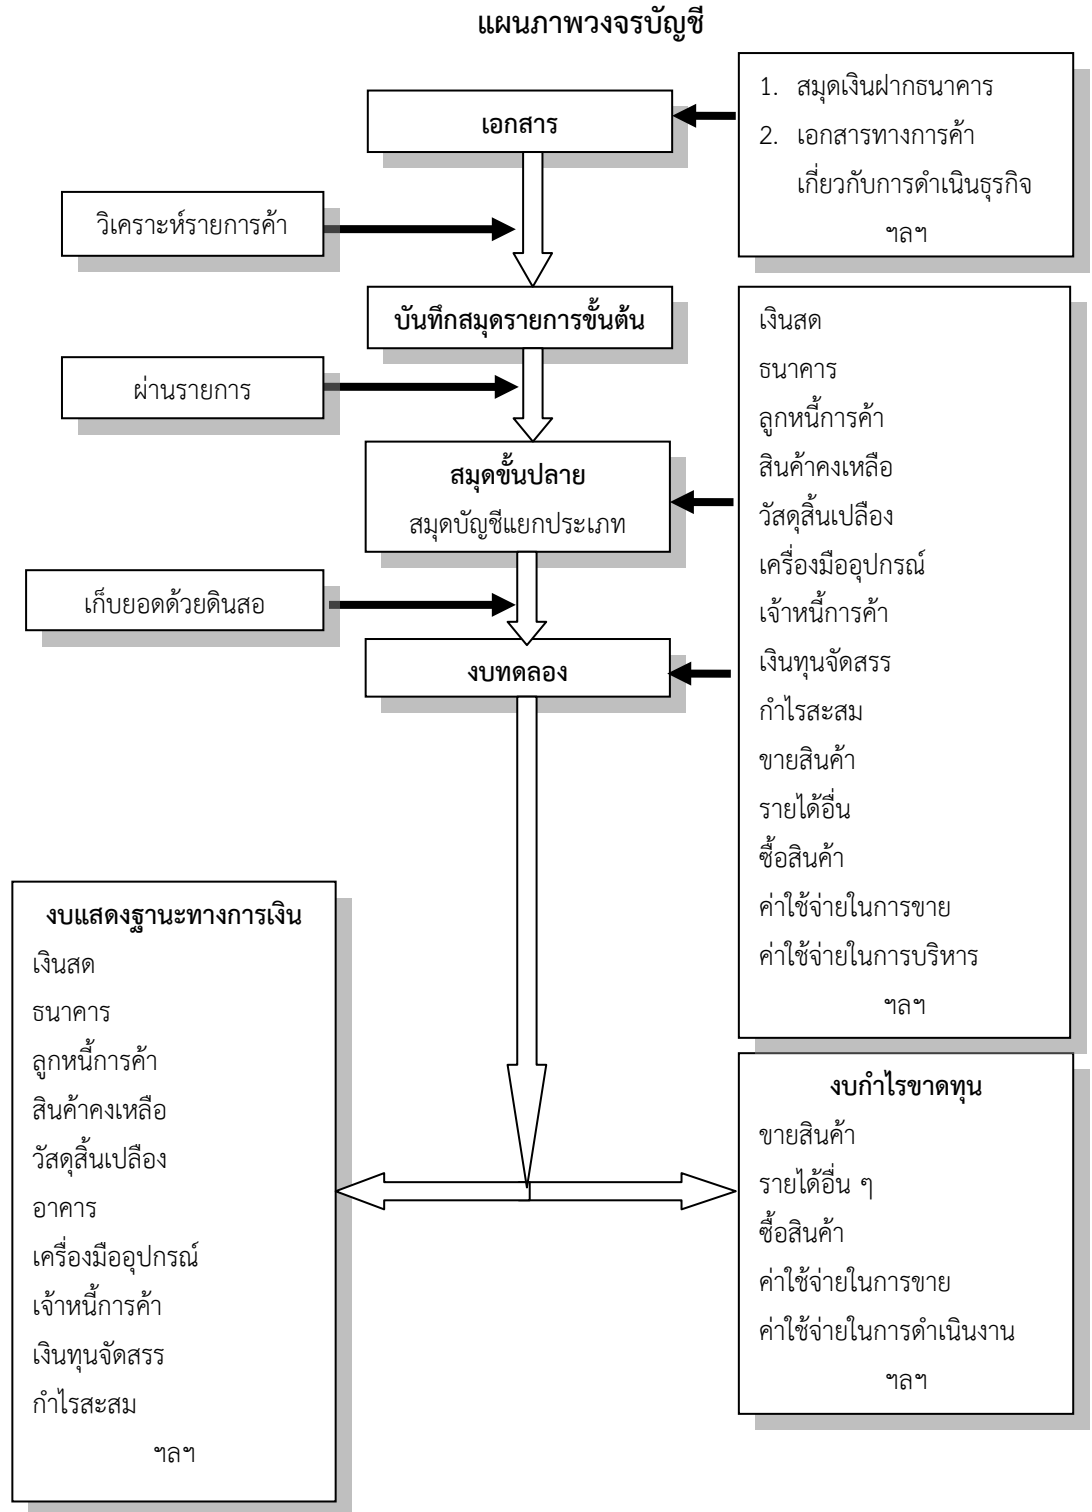 แผนภาพวงจรบัญชี
เอกสาร
1. สมุดเงินฝากธนาคาร
2. เอกสารทางการค้า
เกี่ยวกับการดำเนินธุรกิจ
ฯลฯ
วิเคราะห์รายการค้า
บันทึกสมุดรายการขั้นต้น
ผ่านรายการ
สมุดขั้นปลาย
สมุดบัญชีแยกประเภท
เก็บยอดด้วยดินสอ
งบทดลอง
เงินสด
ธนาคาร
ลูกหนี้การค้า
สินค้าคงเหลือ
วัสดุสิ้นเปลือง
เครื่องมืออุปกรณ์
เจ้าหนี้การค้า
เงินทุนจัดสรร
กำไรสะสม
ขายสินค้า
รายได้อื่น
ซื้อสินค้า
ค่าใช้จ่ายในการขาย
ค่าใช้จ่ายในการบริหาร
ฯลฯ
งบแสดงฐานะทางการเงิน
เงินสด
ธนาคาร
ลูกหนี้การค้า
สินค้าคงเหลือ
วัสดุสิ้นเปลือง
อาคาร
เครื่องมืออุปกรณ์
เจ้าหนี้การค้า
เงินทุนจัดสรร
กำไรสะสม
ฯลฯ
งบกำไรขาดทุน
ขายสินค้า
รายได้อื่น ๆ
ซื้อสินค้า
ค่าใช้จ่ายในการขาย
ค่าใช้จ่ายในการดำเนินงาน
ฯลฯ